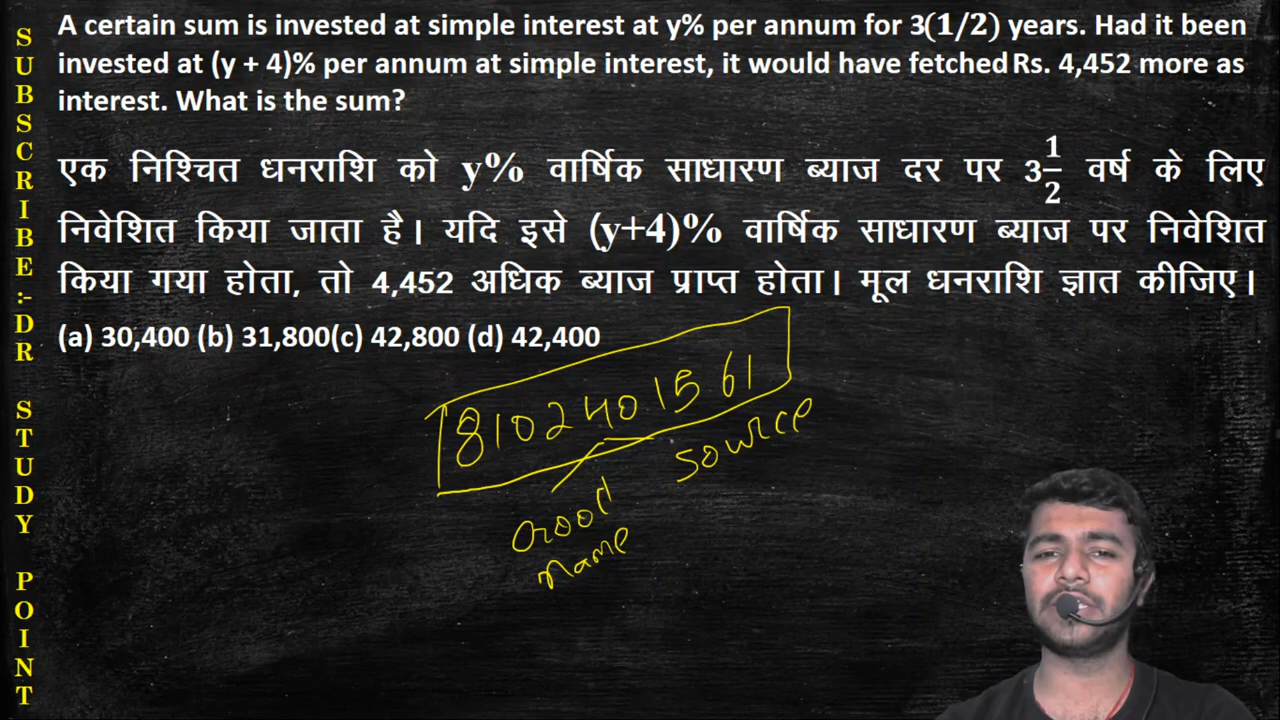 A certain sum is invested at simple interest at y% per annum for 3(1/2) years. Had it been
invested at (y + 4)% per annum at simple interest, it would have fetched Rs. 4,452 more as
interest. What is the sum?
एक निश्चित धनराशि को y% वार्षिक साधारण ब्याज दर पर 3 1/2 वर्ष के लिए
निवेशित किया जाता है। यदि इसे (y+4)% वार्षिक साधारण ब्याज पर निवेशित
किया गया होता, तो 4,452 अधिक ब्याज प्राप्त होता। मूल धनराशि ज्ञात कीजिए।
(a) 30,400 (b) 31,800(c) 42,800 (d) 42,400
8102401561
source
name
SUBSCRIBE:-DR STUDY POINT